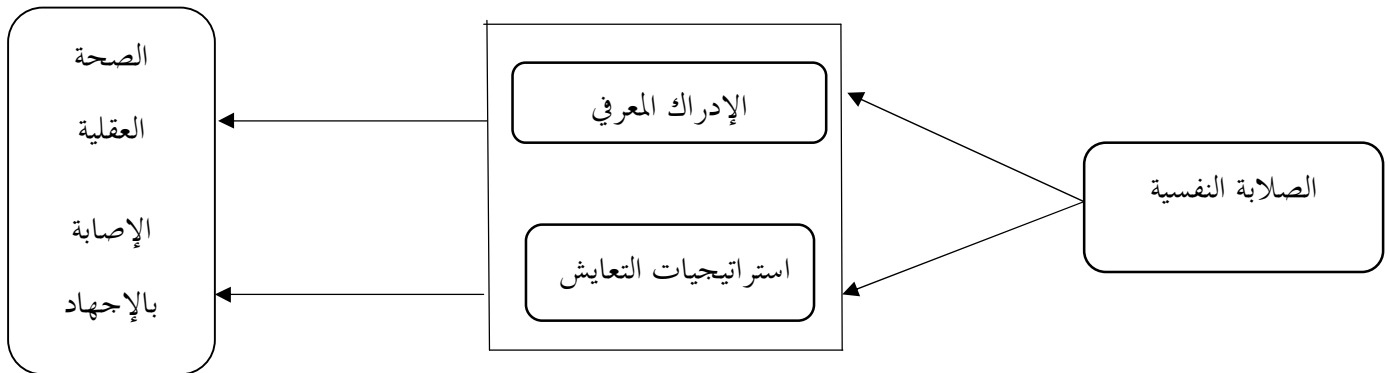 الصلابة النفسية
الإدراك المعرفي
استراتيجيات التعايش
الصحة
العقلية
الإصابة
بالإجهاد